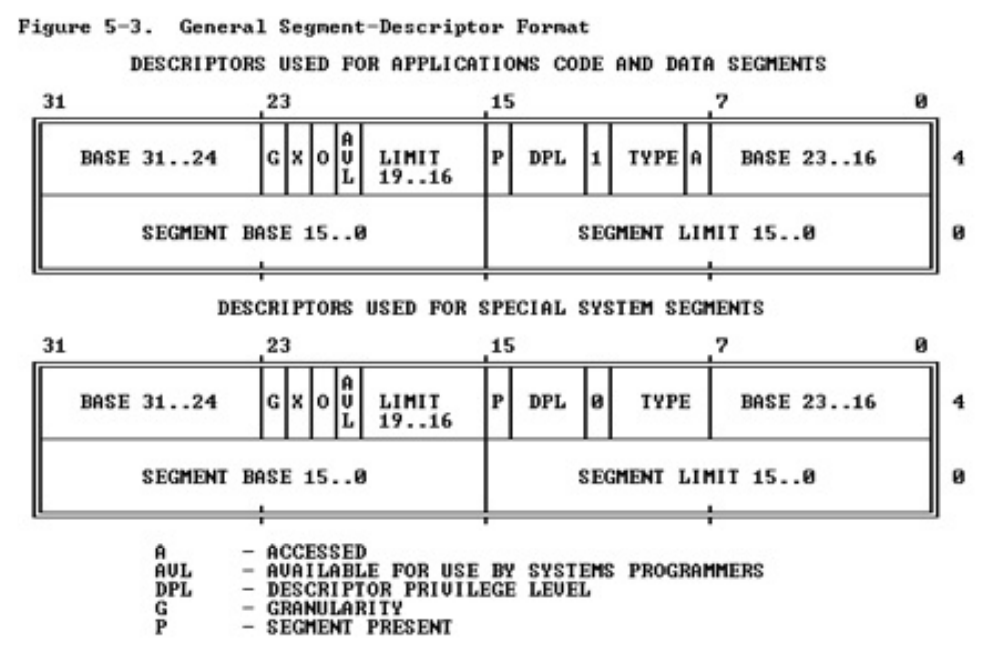 Figure 5-3. General Segment-Descriptor Format
DESCRIPTORS USED FOR APPLICATIONS CODE AND DATA SEGMENTS
31 23 15 7 0
BASE 31..24 G X O AVL LIMIT 19..16 P DPL 1 TYPE A BASE 23..16 4
SEGMENT BASE 15..0 SEGMENT LIMIT 15..0 0
DESCRIPTORS USED FOR SPECIAL SYSTEM SEGMENTS
31 23 15 7 0
BASE 31..24 G X O AVL LIMIT 19..16 P DPL 0 TYPE BASE 23..16 4
SEGMENT BASE 15..0 SEGMENT LIMIT 15..0 0
A - ACCESSED
AVL - AVAILABLE FOR USE BY SYSTEMS PROGRAMMERS
DPL - DESCRIPTOR PRIVILEGE LEVEL
G - GRANULARITY
P - SEGMENT PRESENT